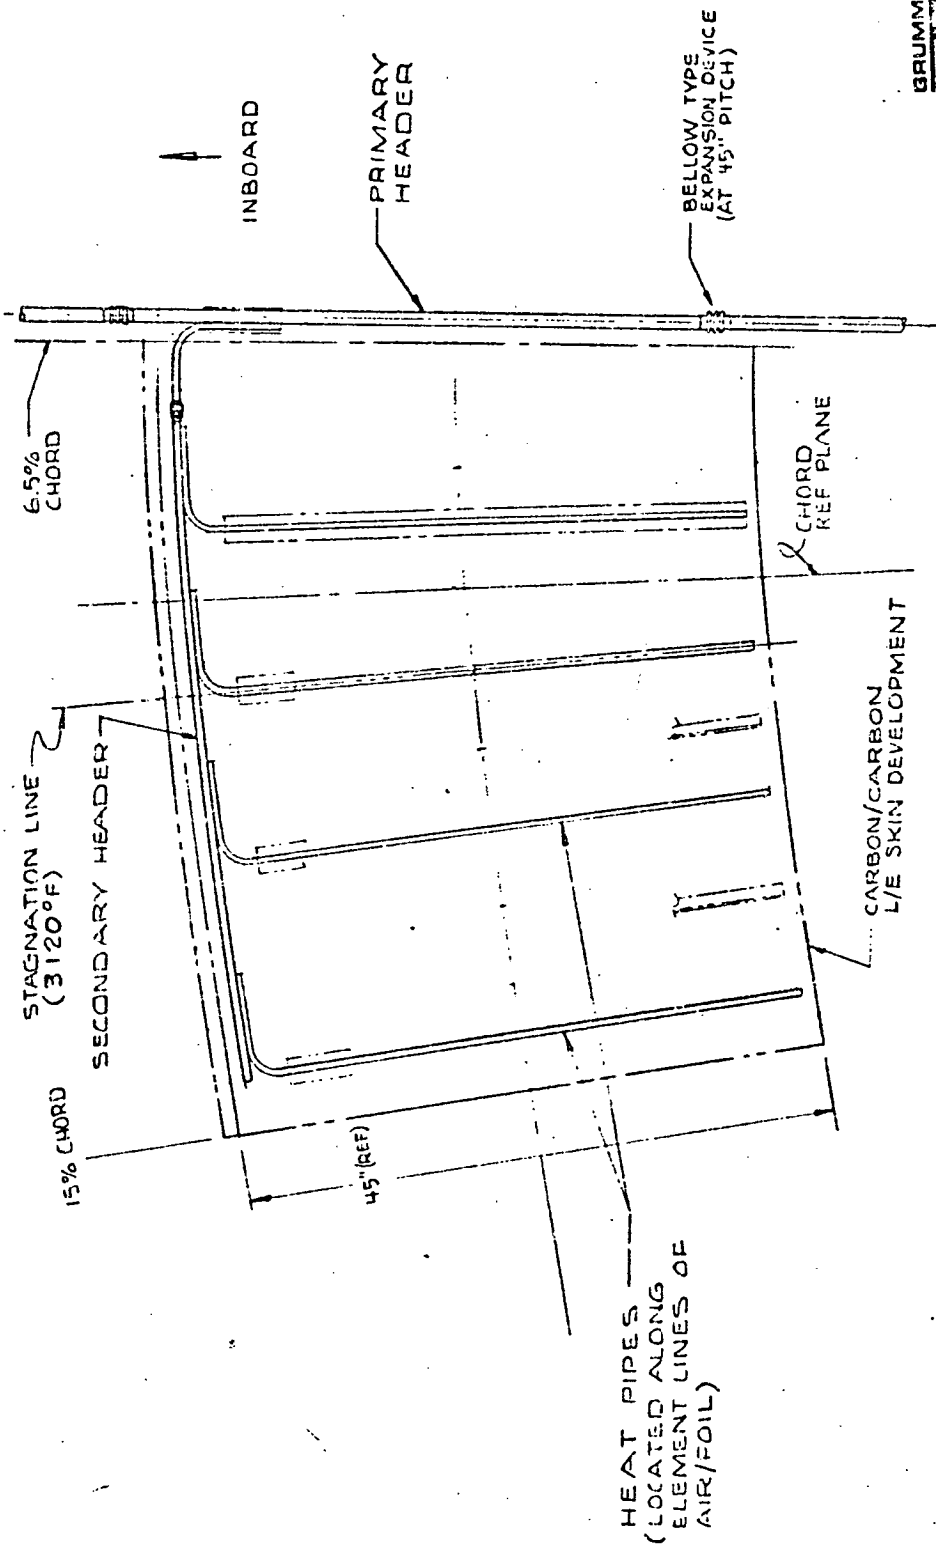 GRUMM
INBOARD
PRIMARY
HEADER
BELLOW TYPE
EXPANSION DEVICE
(AT 45" PITCH)
6.5%
CHORD
CHORD
REF PLANE
STAGNATION LINE
(3120°F)
SECONDARY HEADER
CARBON/CARBON
L/E SKIN DEVELOPMENT
15% CHORD
45" (REF)
HEAT PIPES
(LOCATED ALONG
ELEMENT LINES OF
AIR/FOIL)